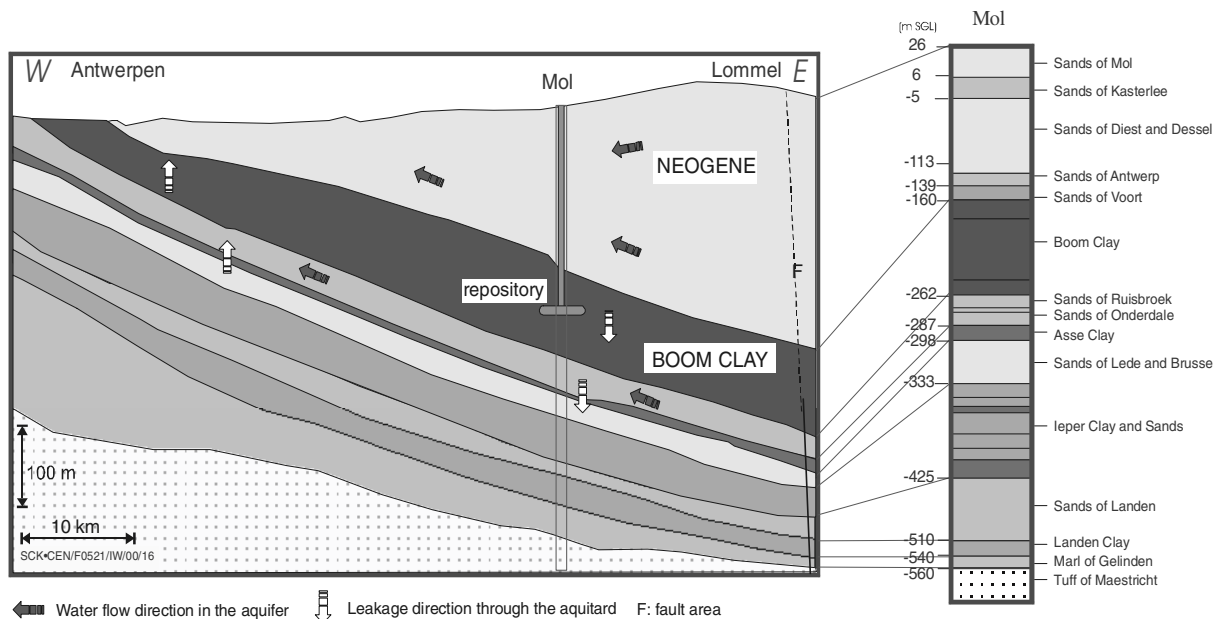 W Antwerpen
Mol
Lommel E
NEOGENE
F
repository
BOOM CLAY
100 m
10 km
SCK•CEN/F0521/IW/00/16
Water flow direction in the aquifer
Leakage direction through the aquitard
F: fault area
Mol
(m SGL)
26
6
-5
-113
-139
-160
-262
-287
-298
-333
-425
-510
-540
-560
Sands of Mol
Sands of Kasterlee
Sands of Diest and Dessel
Sands of Antwerp
Sands of Voort
Boom Clay
Sands of Ruisbroek
Sands of Onderdale
Asse Clay
Sands of Lede and Brusse
Ieper Clay and Sands
Sands of Landen
Landen Clay
Marl of Gelinden
Tuff of Maestricht